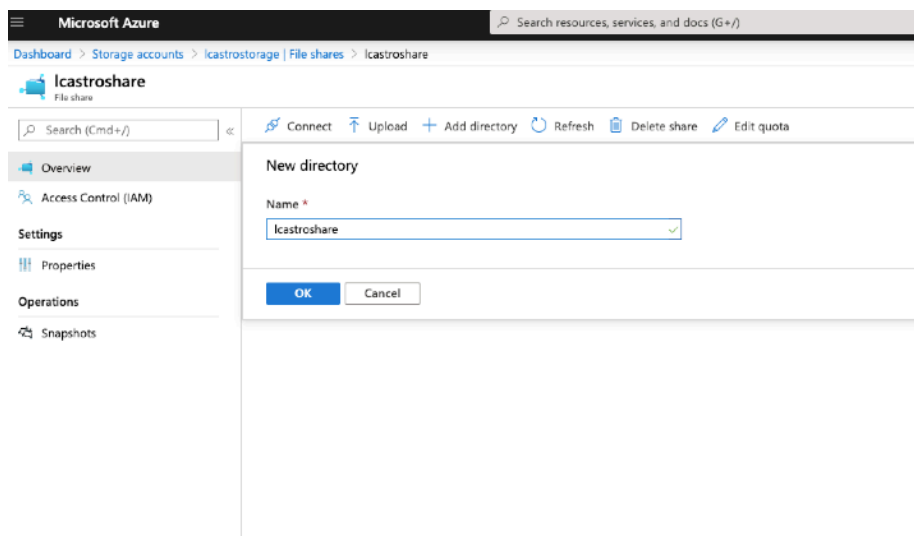 Microsoft Azure
Search resources, services, and docs (G+/)
Dashboard > Storage accounts > lcastrostorage | File shares > lcastroshare
lcastroshare
File share
Search (Cmd+/)
«
Connect Upload Add directory Refresh Delete share Edit quota
Overview
Access Control (IAM)
Settings
Properties
Operations
Snapshots
New directory
Name *
lcastroshare
OK Cancel